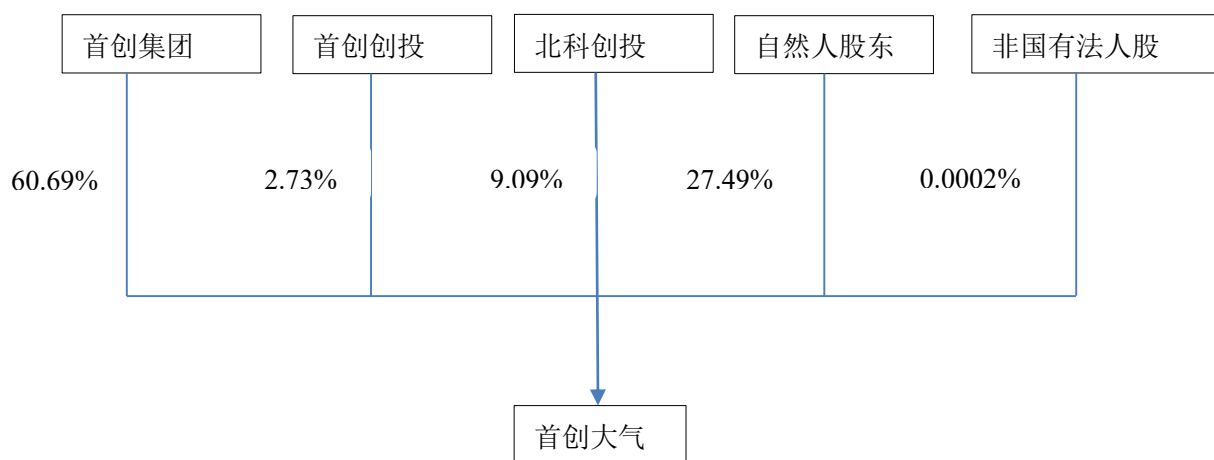 首创集团
首创创投
北科创投
自然人股东
非国有法人股
60.69%
2.73%
9.09%
27.49%
0.0002%
首创大气